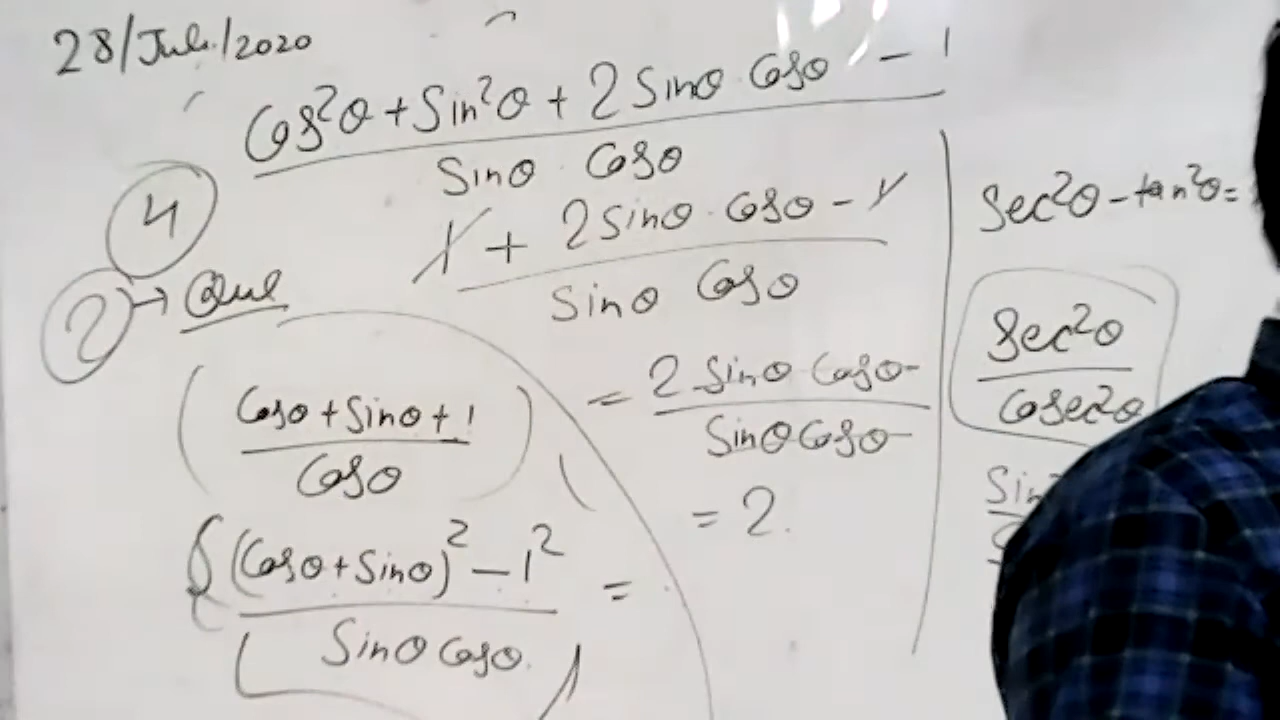 28/Jul./2020
Cos²θ + Sin²θ + 2 Sinθ Cosθ - 1
Sinθ Cosθ
4
1 + 2 Sinθ . Cosθ - 1
Sinθ Cosθ
2 → Que
(Cosθ + Sinθ + 1
Cosθ)
(Cosθ + Sinθ)² - 1² =
Sinθ Cosθ
= 2 Sinθ Cosθ
Sinθ Cosθ
= 2.
Sec²θ - tan²θ =
Sec²θ
Cosec²θ